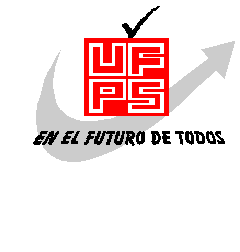 UF
PS
EN EL FUTURO DE TODOS